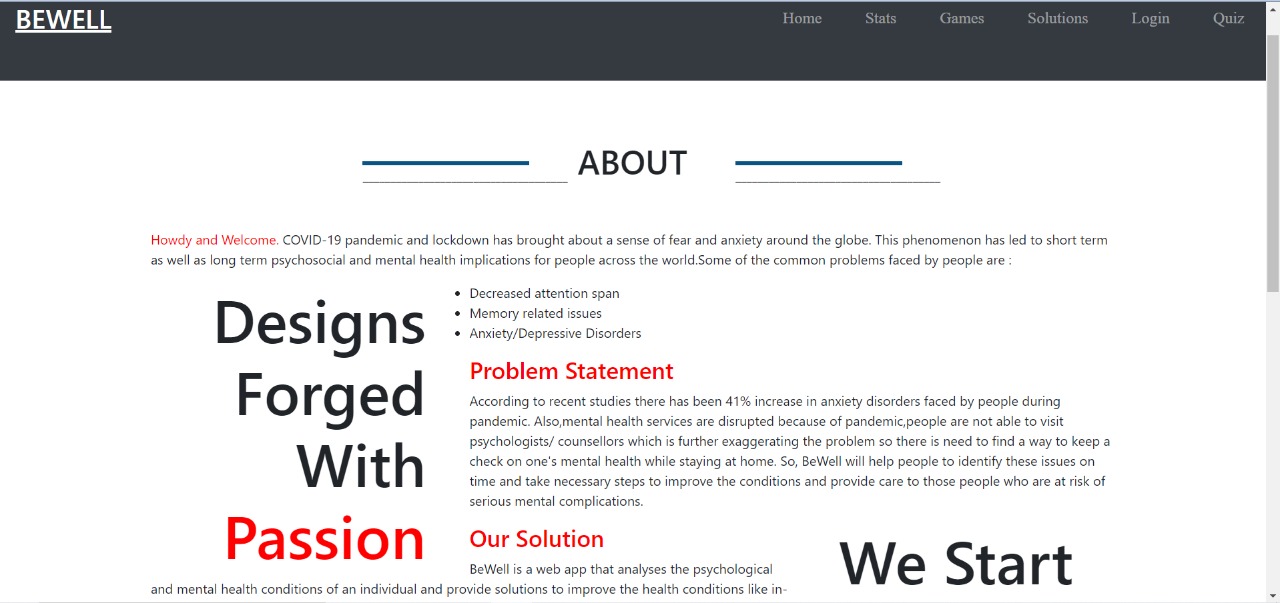 BEWELL
Home Stats Games Solutions Login Quiz
ABOUT
Howdy and Welcome. COVID-19 pandemic and lockdown has brought about a sense of fear and anxiety around the globe. This phenomenon has led to short term
as well as long term psychosocial and mental health implications for people across the world.Some of the common problems faced by people are :
Designs
Forged
With
Passion
• Decreased attention span
• Memory related issues
• Anxiety/Depressive Disorders
Problem Statement
According to recent studies there has been 41% increase in anxiety disorders faced by people during
pandemic. Also,mental health services are disrupted because of pandemic,people are not able to visit
psychologists/ counsellors which is further exaggerating the problem so there is need to find a way to keep a
check on one's mental health while staying at home. So, BeWell will help people to identify these issues on
time and take necessary steps to improve the conditions and provide care to those people who are at risk of
serious mental complications.
Our Solution
BeWell is a web app that analyses the psychological
and mental health conditions of an individual and provide solutions to improve the health conditions like in-
We Start